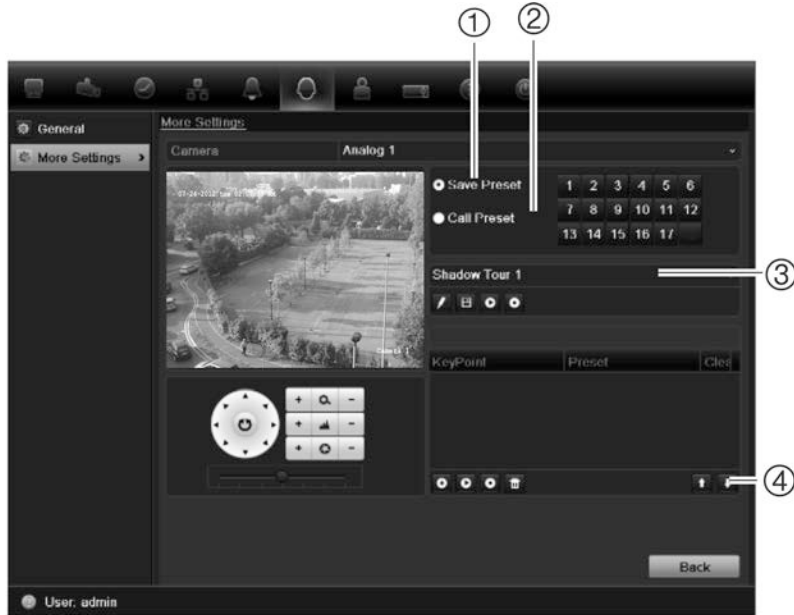 ① ②
General
More Settings
More Settings
Camera Analog 1
Save Preset
Call Preset
1 2 3 4 5 6
7 8 9 10 11 12
13 14 15 16 17
Shadow Tour 1
③
KeyPoint Preset Clea
④
Back
User: admin